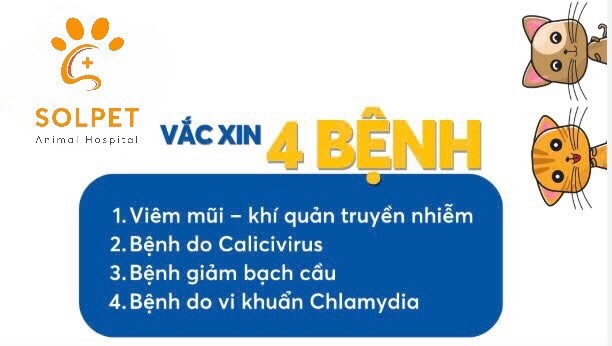 SOLPET
Animal Hospital
VẮC XIN 4 BỆNH
1. Viêm mũi – khí quản truyền nhiễm
2. Bệnh do Calicivirus
3. Bệnh giảm bạch cầu
4. Bệnh do vi khuẩn Chlamydia